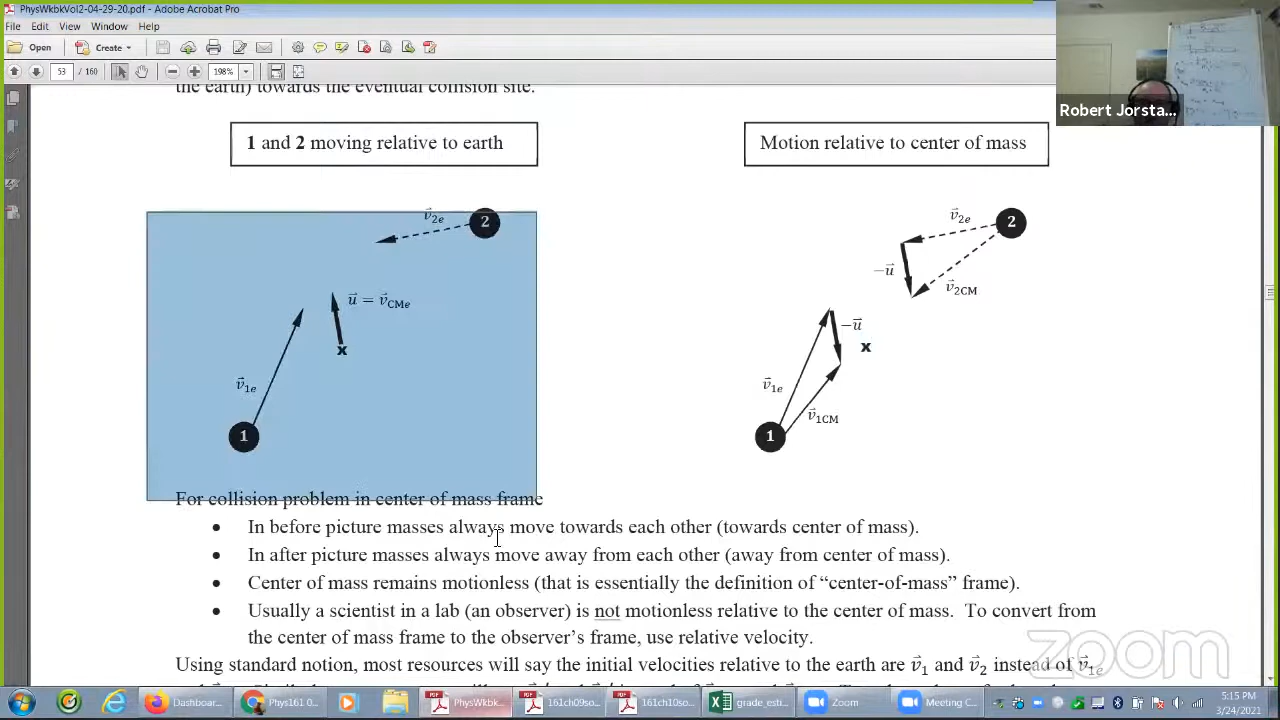 PhysWkbkVol2-04-29-20.pdf - Adobe Acrobat Pro
File Edit View Window Help
Open Create
53 / 160 198%
the earth) towards the eventual collision site.
1 and 2 moving relative to earth
Motion relative to center of mass
v⃗2e 2
v⃗2e 2
−u⃗
v⃗2CM
u⃗ = v⃗CMe
x
−u⃗
x
v⃗1e
v⃗1e
v⃗1CM
1
1
For collision problem in center of mass frame
• In before picture masses always move towards each other (towards center of mass).
• In after picture masses always move away from each other (away from center of mass).
• Center of mass remains motionless (that is essentially the definition of “center-of-mass” frame).
• Usually a scientist in a lab (an observer) is not motionless relative to the center of mass. To convert from
the center of mass frame to the observer’s frame, use relative velocity.
Using standard notion, most resources will say the initial velocities relative to the earth are v⃗1 and v⃗2 instead of v⃗1e
Robert Jorsta...
zoom
Dashboar... Phys161 0... PhysWkbk... 161ch09so... 161ch10so... grade_esti... Zoom Meeting C...
5:15 PM
3/24/2021